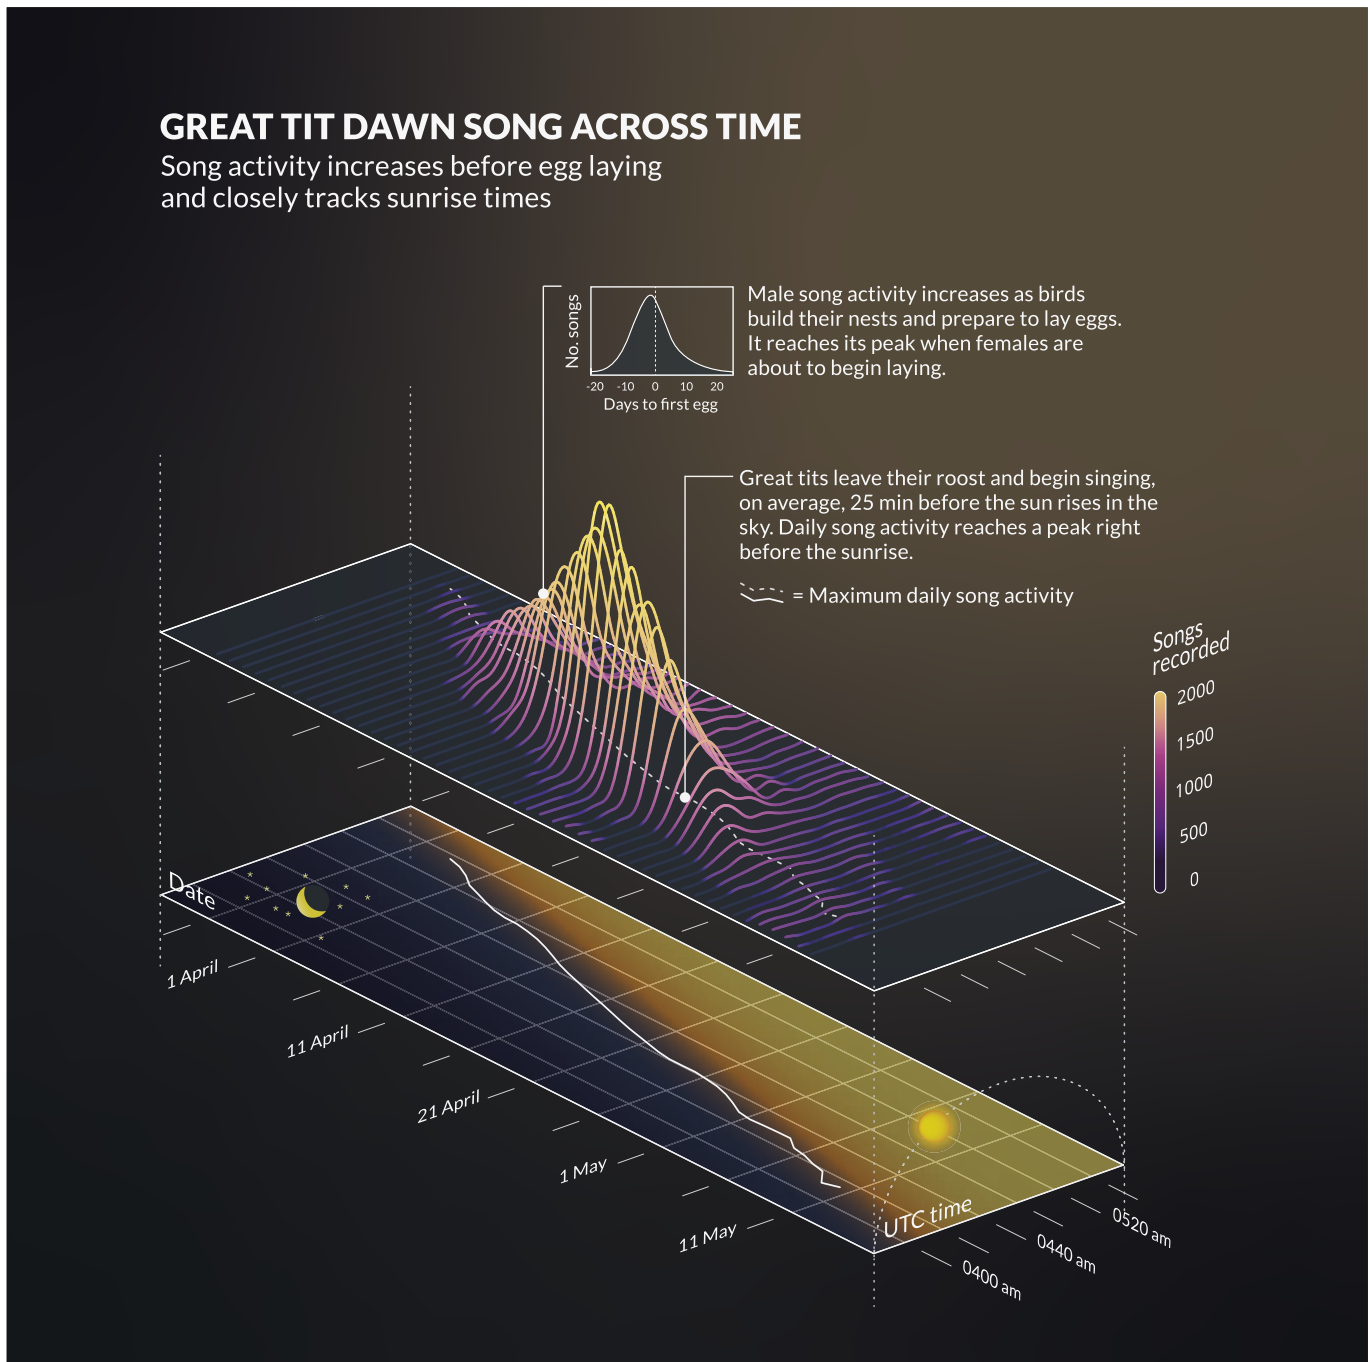 GREAT TIT DAWN SONG ACROSS TIME
Song activity increases before egg laying
and closely tracks sunrise times
No. songs
-20 -10 0 10 20
Days to first egg
Male song activity increases as birds
build their nests and prepare to lay eggs.
It reaches its peak when females are
about to begin laying.
Great tits leave their roost and begin singing,
on average, 25 min before the sun rises in the
sky. Daily song activity reaches a peak right
before the sunrise.
= Maximum daily song activity
Songs
recorded
2000
1500
1000
500
0
Date
1 April
11 April
21 April
1 May
11 May
UTC time
0400 am
0440 am
0520 am